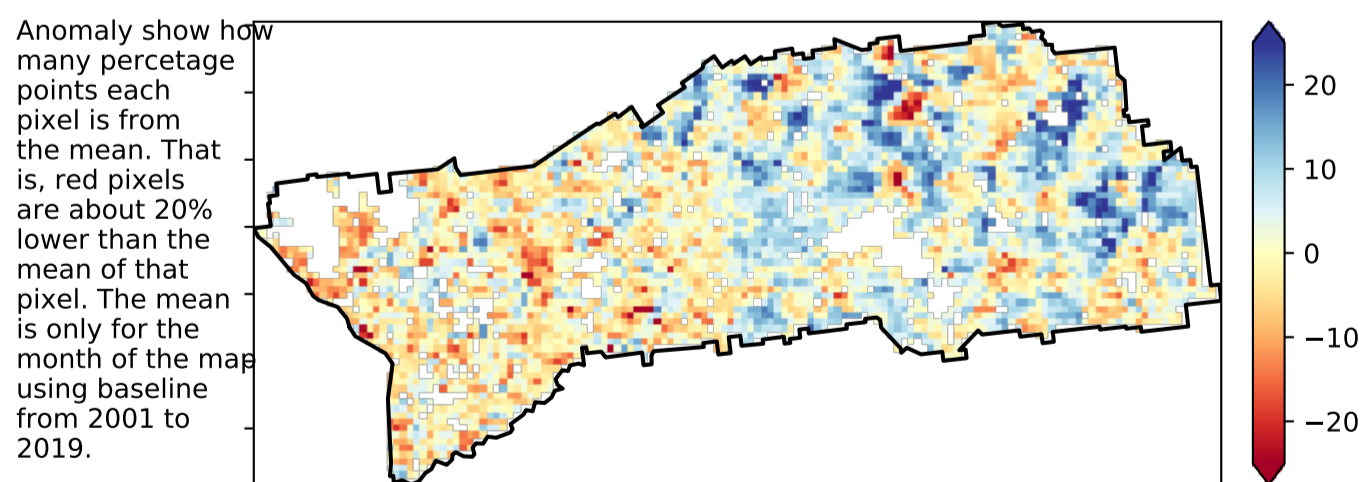 Anomaly show how
many percetage
points each
pixel is from
the mean. That
is, red pixels
are about 20%
lower than the
mean of that
pixel. The mean
is only for the
month of the map
using baseline
from 2001 to
2019.
20
10
0
−10
−20